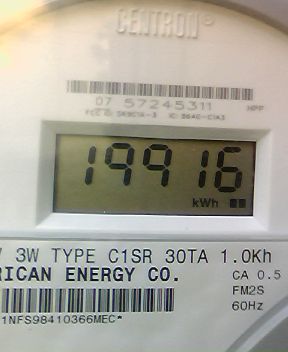 CENTRON®
07 57245311 HPP
19916
kWh
V 3W TYPE C1SR 30TA 1.0Kh
RICAN ENERGY CO. CA 0.5
FM2S
1NFS98410366MEC* 60Hz